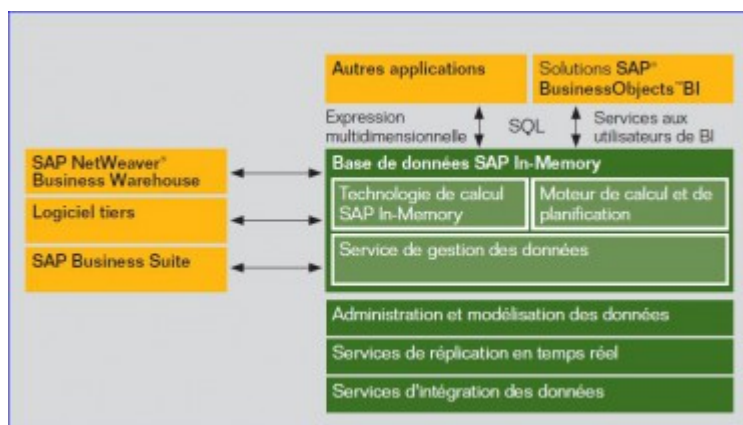 Autres applications
Solutions SAP®
BusinessObjects™BI
Expression
multidimensionnelle
SQL
Services aux
utilisateurs de BI
SAP NetWeaver®
Business Warehouse
Logiciel tiers
SAP Business Suite
Base de données SAP In-Memory
Technologie de calcul
SAP In-Memory
Moteur de calcul et de
planification
Service de gestion des données
Administration et modélisation des données
Services de réplication en temps réel
Services d'intégration des données